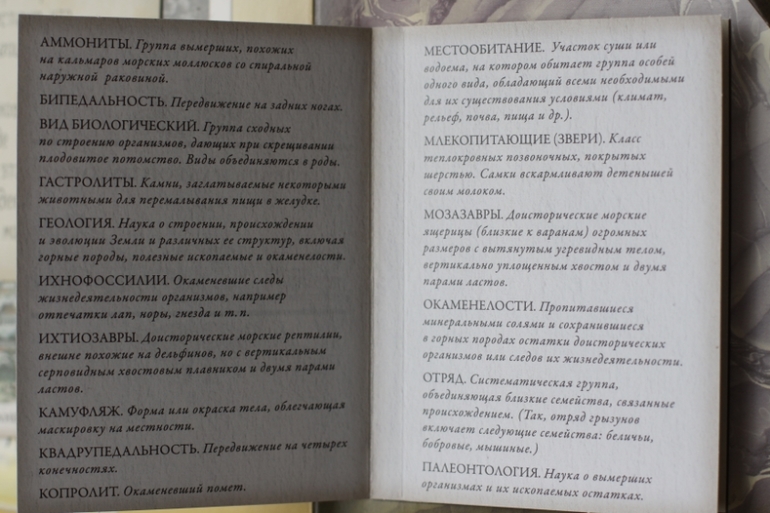 АММОНИТЫ. Группа вымерших, похожих
на кальмаров морских моллюсков со спиральной
наружной раковиной.
БИПЕДАЛЬНОСТЬ. Передвижение на задних ногах.
ВИД БИОЛОГИЧЕСКИЙ. Группа сходных
по строению организмов, дающих при скрещивании
плодовитое потомство. Виды объединяются в роды.
ГАСТРОЛИТЫ. Камни, заглатываемые некоторыми
животными для перемалывания пищи в желудке.
ГЕОЛОГИЯ. Наука о строении, происхождении
и эволюции Земли и различных ее структур, включая
горные породы, полезные ископаемые и окаменелости.
ИХНОФОССИЛИИ. Окаменевшие следы
жизнедеятельности организмов, например
отпечатки лап, норы, гнезда и т.п.
ИХТИОЗАВРЫ. Доисторические морские рептилии,
внешне похожие на дельфинов, но с вертикальным
серповидным хвостовым плавником и двумя парами
ластов.
КАМУФЛЯЖ. Форма или окраска тела, облегчающая
маскировку на местности.
КВАДРУПЕДАЛЬНОСТЬ. Передвижение на четырех
конечностях.
КОПРОЛИТ. Окаменевший помет.
МЕСТООБИТАНИЕ. Участок суши или
водоема, на котором обитает группа особей
одного вида, обладающий всеми необходимыми
для их существования условиями (климат,
рельеф, почва, пища и др.).
МЛЕКОПИТАЮЩИЕ (ЗВЕРИ). Класс
теплокровных позвоночных, покрытых
шерстью. Самки вскармливают детенышей
своим молоком.
МОЗАЗАВРЫ. Доисторические морские
ящерицы (близкие к варанам) огромных
размеров с вытянутым угревидным телом,
вертикально уплощенным хвостом и двумя
парами ластов.
ОКАМЕНЕЛОСТИ. Пропитавшиеся
минеральными солями и сохранившиеся
в горных породах остатки доисторических
организмов или следов их жизнедеятельности.
ОТРЯД. Систематическая группа,
объединяющая близкие семейства, связанные
происхождением. (Так, отряд грызунов
включает следующие семейства: беличьи,
бобровые, мышиные.)
ПАЛЕОНТОЛОГИЯ. Наука о вымерших
организмах и их ископаемых остатках.